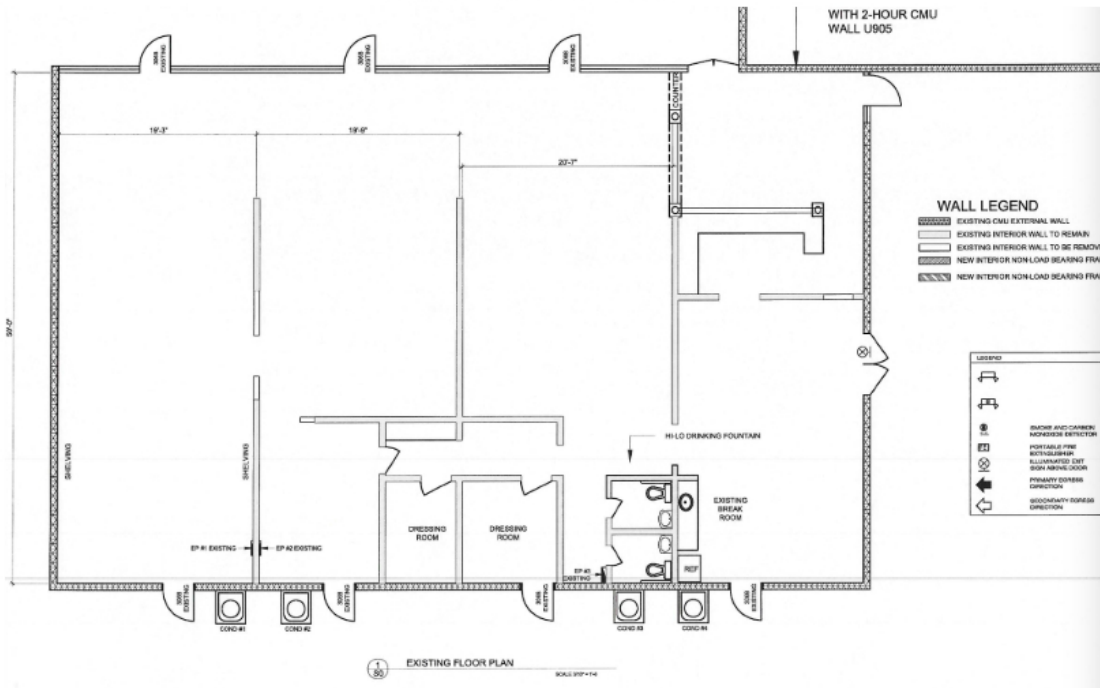 WITH 2-HOUR CMU
WALL U905
3068
EXISTING
3068
EXISTING
3068
EXISTING
COUNTER
19'-3"
19'-6"
20'-7"
50'-0"
WALL LEGEND
EXISTING CMU EXTERNAL WALL
EXISTING INTERIOR WALL TO REMAIN
EXISTING INTERIOR WALL TO BE REMOVE
NEW INTERIOR NON-LOAD BEARING FRA
NEW INTERIOR NON-LOAD BEARING FRA
LEGEND
SMOKE AND CARBON
MONOXIDE DETECTOR
PORTABLE FIRE
EXTINGUISHER
ILLUMINATED EXIT
SIGN ABOVE DOOR
PRIMARY EGRESS
DIRECTION
SECONDARY EGRESS
DIRECTION
HI-LO DRINKING FOUNTAIN
SHELVING
SHELVING
DRESSING
ROOM
DRESSING
ROOM
EXISTING
BREAK
ROOM
EP #1 EXISTING
EP #2 EXISTING
EP #3
EXISTING
REF
3068
EXISTING
3068
EXISTING
3068
EXISTING
3068
EXISTING
COND #1
COND #2
COND #3
COND #4
1
EXISTING FLOOR PLAN